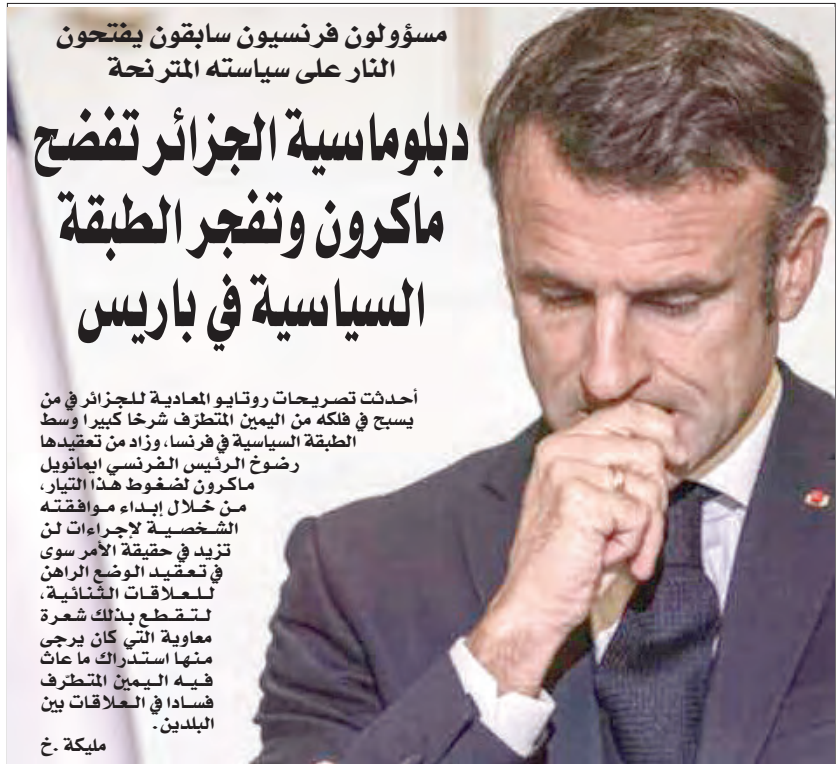 مسؤولون فرنسيون سابقون يفتحون
النار على سياسته المترنحة
دبلوماسية الجزائر تفضح
ماكرون وتفجر الطبقة
السياسية في باريس
أحدثت تصريحات روتايو المعادية للجزائر في من
يسبح في فلكه من اليمين المتطرّف شرخا كبيرا وسط
الطبقة السياسية في فرنسا، وزاد من تعقيدها
رضوخ الرئيس الفرنسي ايمانويل
ماكرون لضغوط هذا التيار،
من خلال إبداء موافقته
الشخصية لإجراءات لن
تزيد في حقيقة الأمر سوى
في تعقيد الوضع الراهن
للعلاقات الثنائية،
لتقطع بذلك شعرة
معاوية التي كان يرجى
منها استدراك ما عاث
فيه اليمين المتطرّف
فسادا في العلاقات بين
البلدين.
مليكة .خ